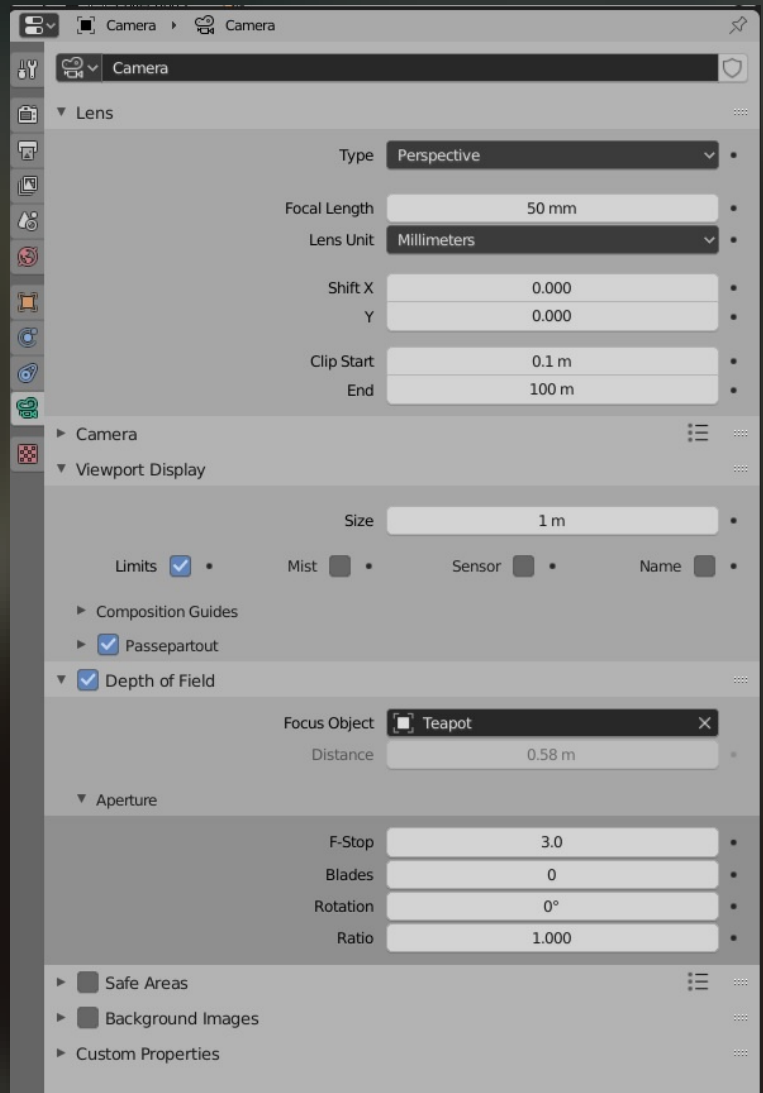 Camera Camera
Camera
Lens
Type Perspective
Focal Length 50 mm
Lens Unit Millimeters
Shift X 0.000
Y 0.000
Clip Start 0.1 m
End 100 m
Camera
Viewport Display
Size 1 m
Limits Mist Sensor Name
Composition Guides
Passepartout
Depth of Field
Focus Object Teapot
Distance 0.58 m
Aperture
F-Stop 3.0
Blades 0
Rotation 0°
Ratio 1.000
Safe Areas
Background Images
Custom Properties